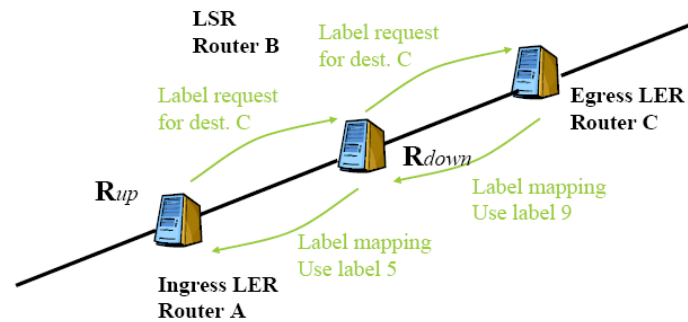 LSR
Router B
Label request
for dest. C
Label request
for dest. C
Egress LER
Router C
Rdown
Rup
Label mapping
Use label 9
Label mapping
Use label 5
Ingress LER
Router A